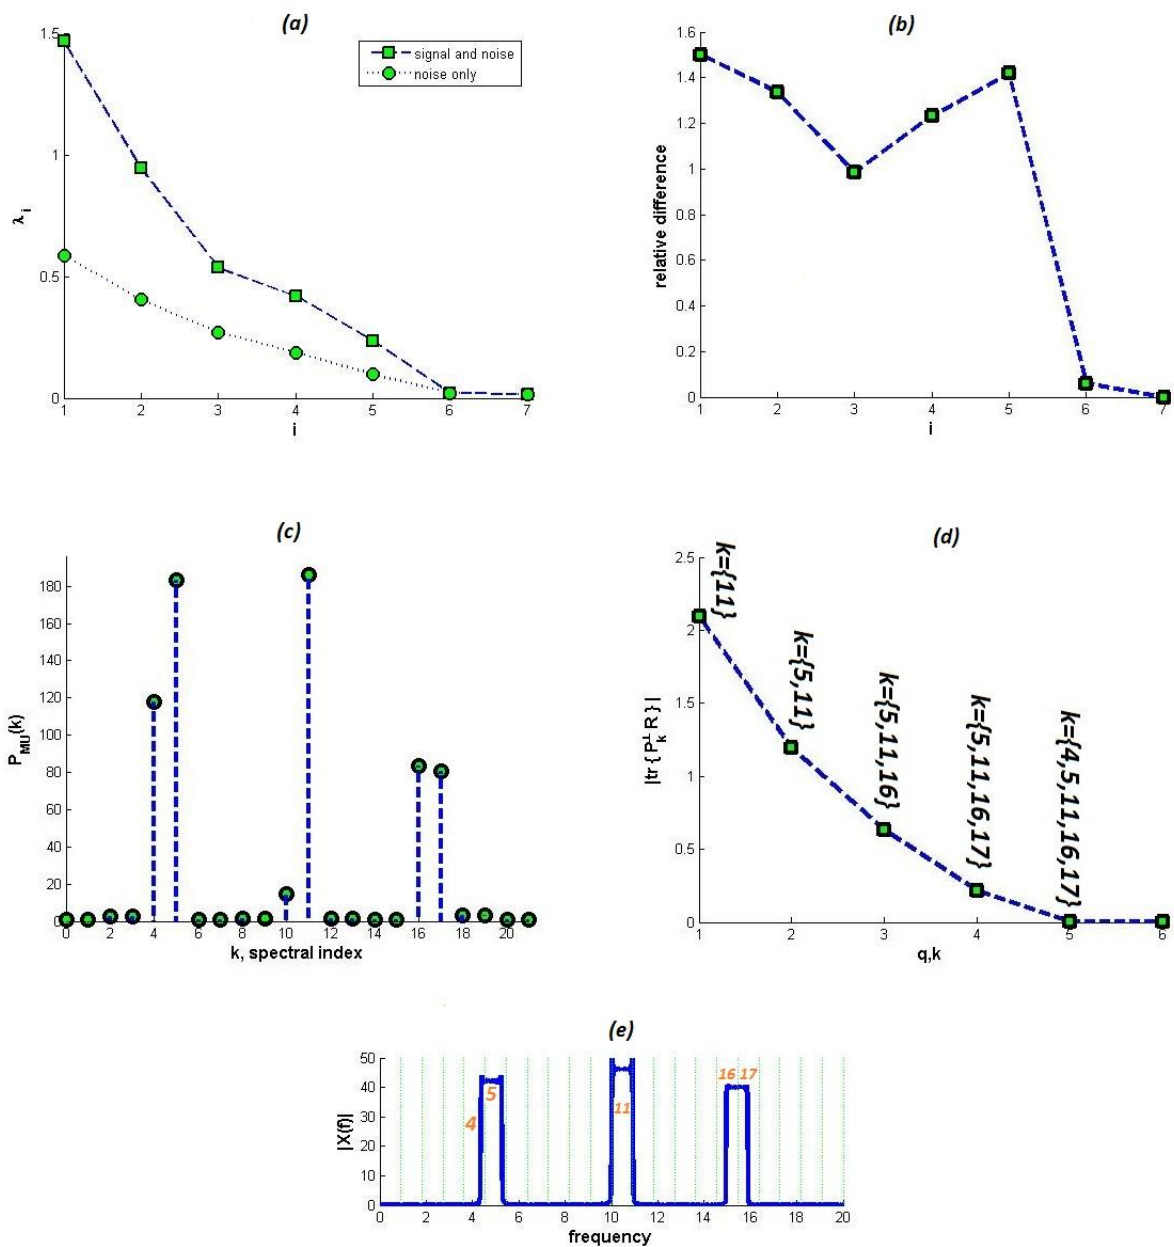 (a)
1.5
1
0.5
0
λi
signal and noise
noise only
1 2 3 4 5 6 7
i
(b)
1.6
1.4
1.2
1
0.8
0.6
0.4
0.2
0
relative difference
1 2 3 4 5 6 7
i
(c)
180
160
140
120
100
80
60
40
20
0
P_MU(k)
0 2 4 6 8 10 12 14 16 18 20
k, spectral index
(d)
2.5
2
1.5
1
0.5
0
|tr { P_k^⊥ R } |
k={11}
k={5,11}
k={5,11,16}
k={5,11,16,17}
k={4,5,11,16,17}
1 2 3 4 5 6
q,k
(e)
50
40
30
20
10
0
|X(f)|
4
5
11
16 17
0 2 4 6 8 10 12 14 16 18 20
frequency